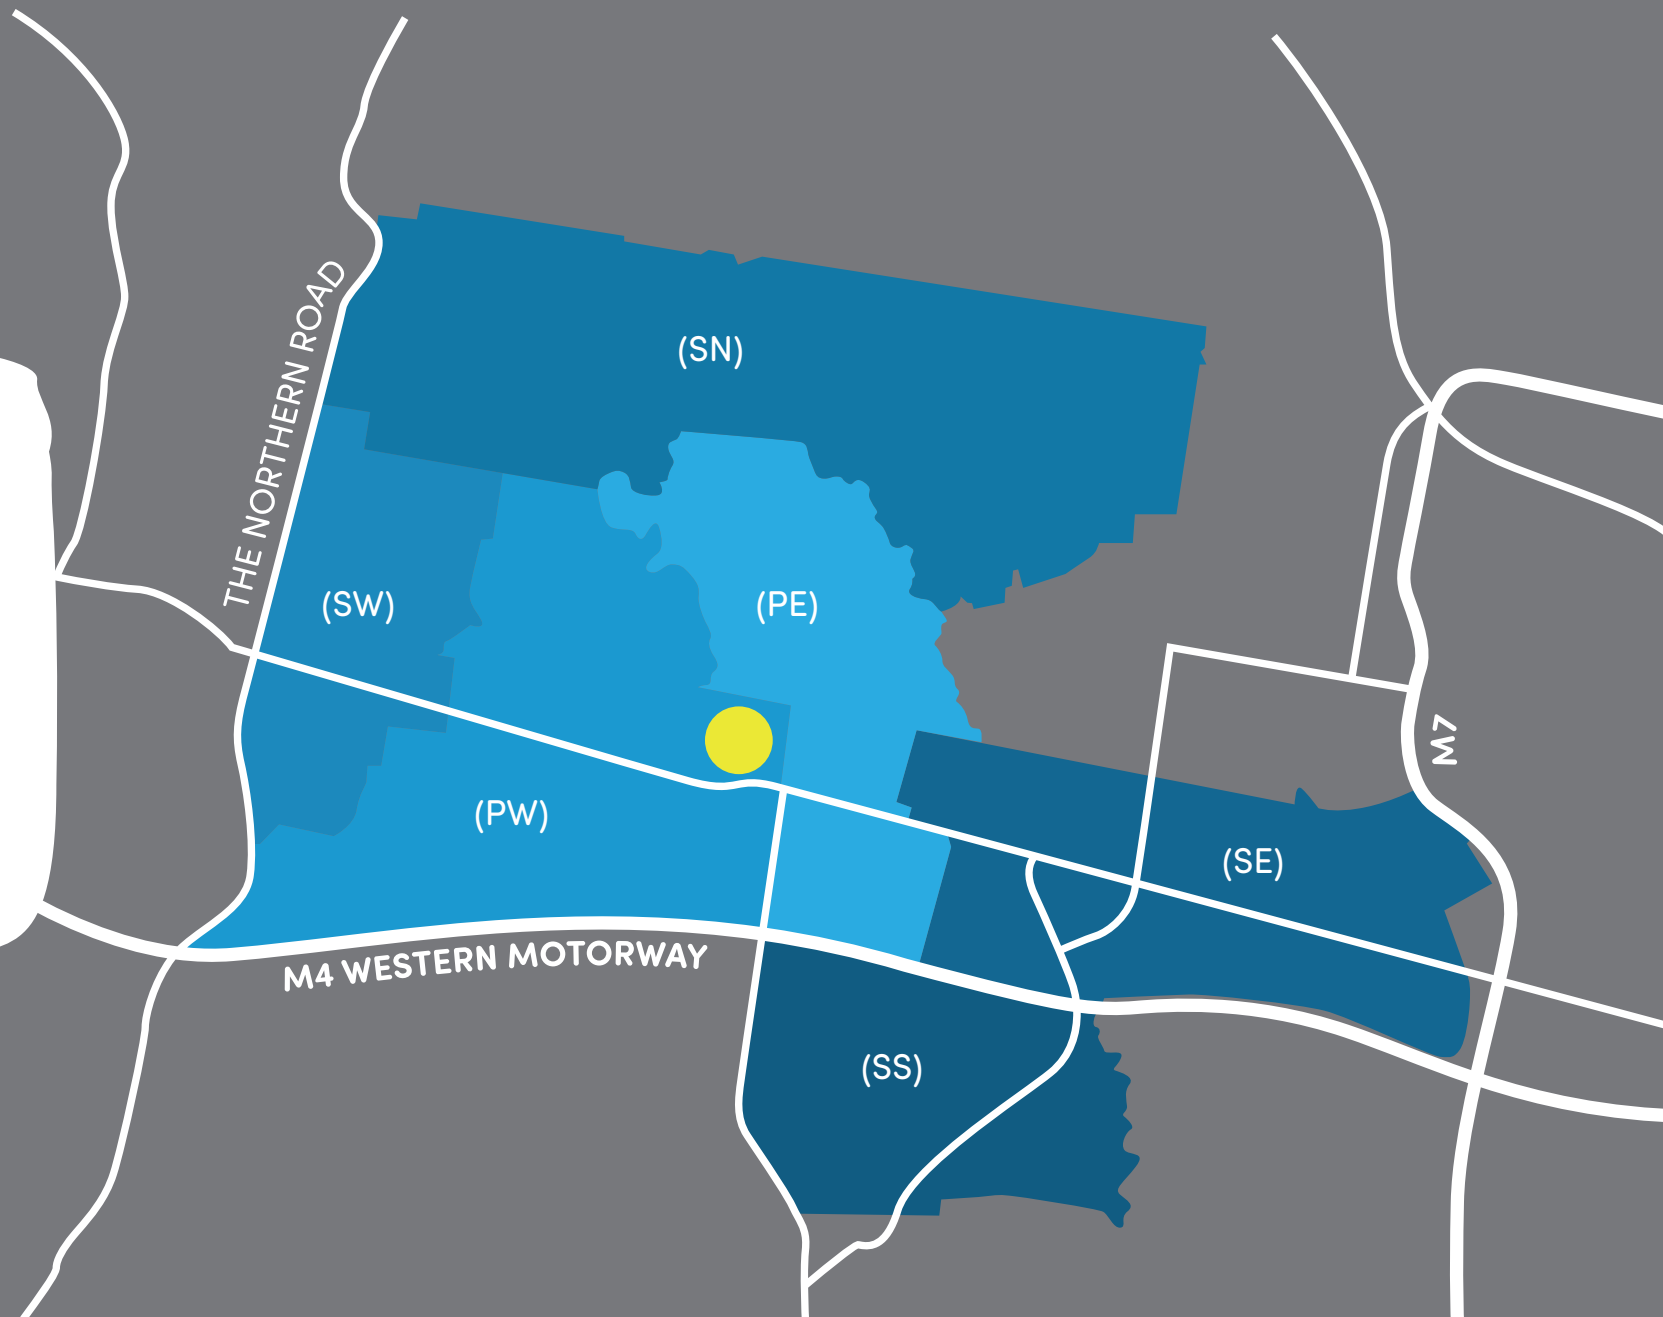 THE NORTHERN ROAD
(SN)
(SW)
(PE)
M7
(PW)
(SE)
M4 WESTERN MOTORWAY
(SS)